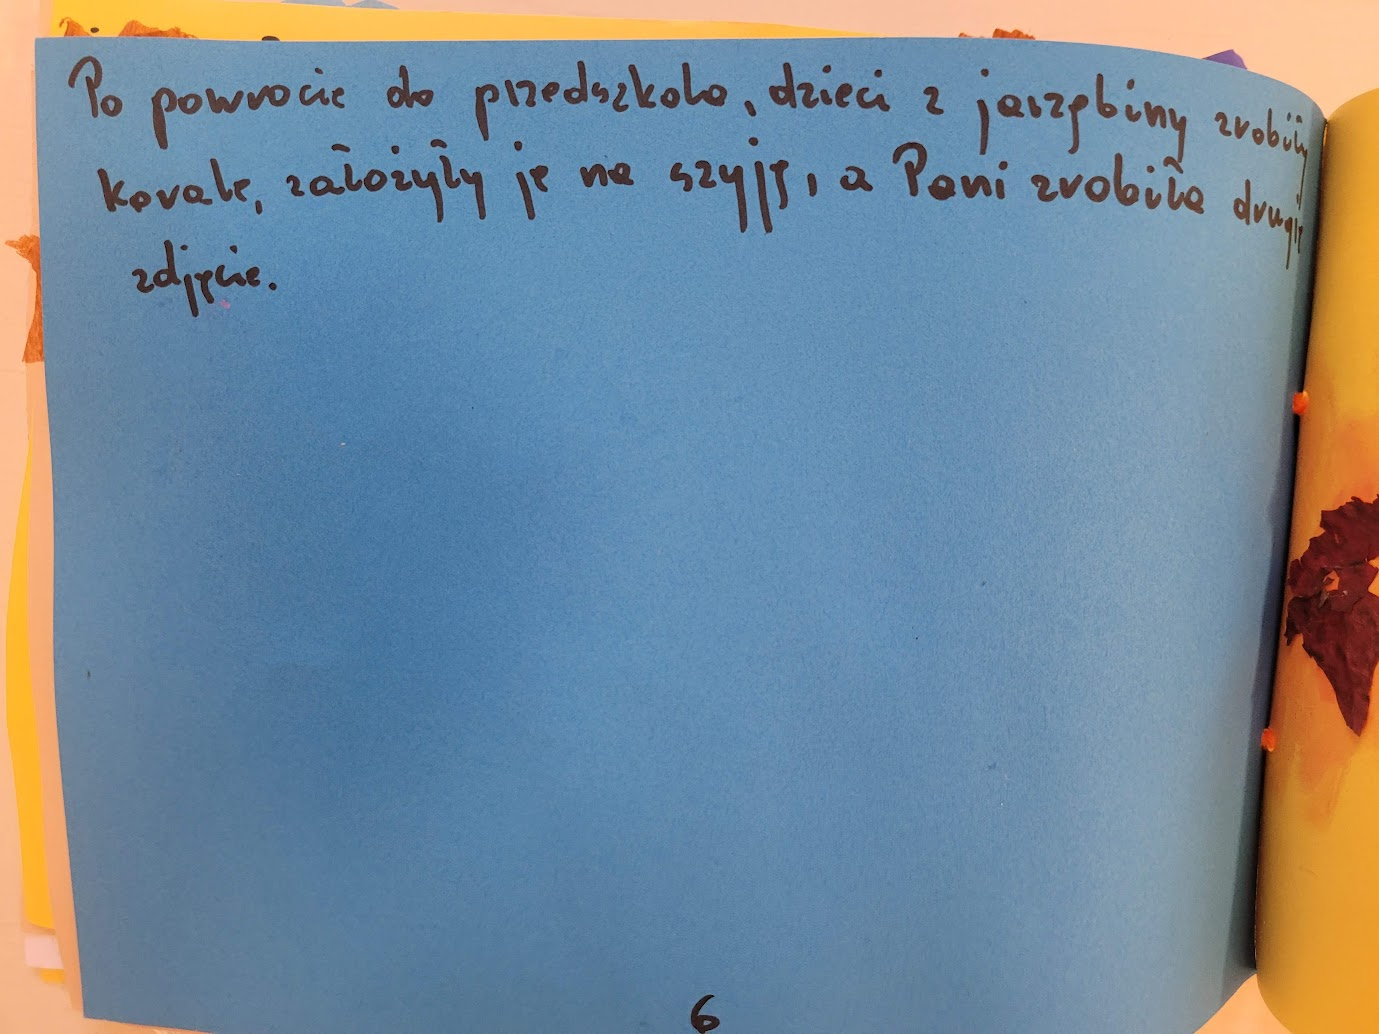 Po powrocie do przedszkola, dzieci z jarzębiny zrobiły
korale, założyły je na szyję, a Pani zrobiła drugie
zdjęcie.
6